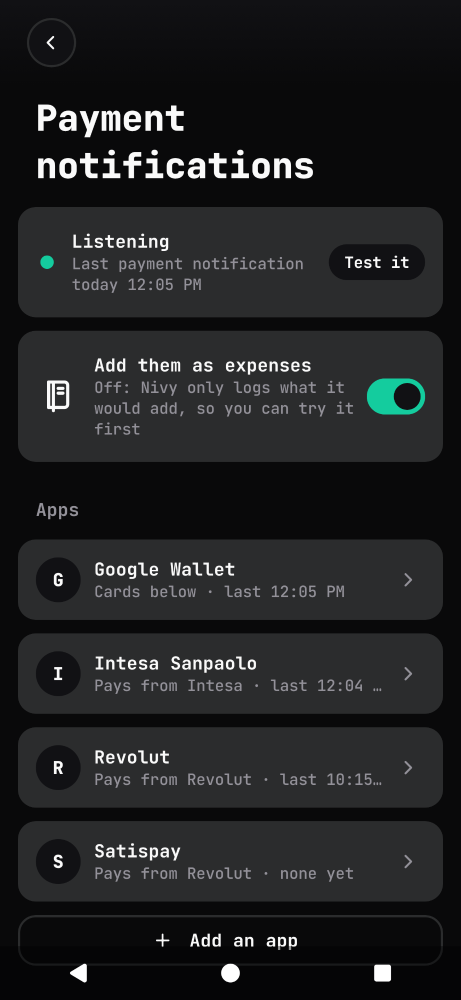 Payment
notifications
Listening
Last payment notification
today 12:05 PM
Test it
Add them as expenses
Off: Nivy only logs what it
would add, so you can try it
first
Apps
G
Google Wallet
Cards below · last 12:05 PM
I
Intesa Sanpaolo
Pays from Intesa · last 12:04 …
R
Revolut
Pays from Revolut · last 10:15…
S
Satispay
Pays from Revolut · none yet
+ Add an app